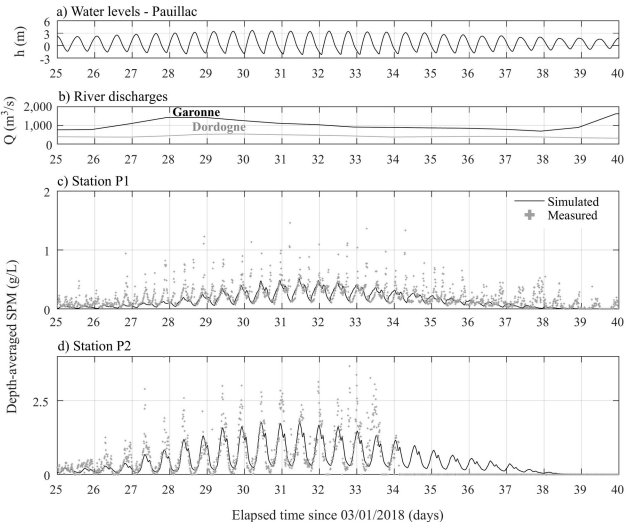 a) Water levels - Pauillac
h (m)
6
3
0
-3
25 26 27 28 29 30 31 32 33 34 35 36 37 38 39 40
b) River discharges
Q (m³/s)
2,000
1,000
0
Garonne
Dordogne
25 26 27 28 29 30 31 32 33 34 35 36 37 38 39 40
c) Station P1
2
1
0
Simulated
Measured
25 26 27 28 29 30 31 32 33 34 35 36 37 38 39 40
Depth-averaged SPM (g/L)
d) Station P2
2.5
0
25 26 27 28 29 30 31 32 33 34 35 36 37 38 39 40
Elapsed time since 03/01/2018 (days)